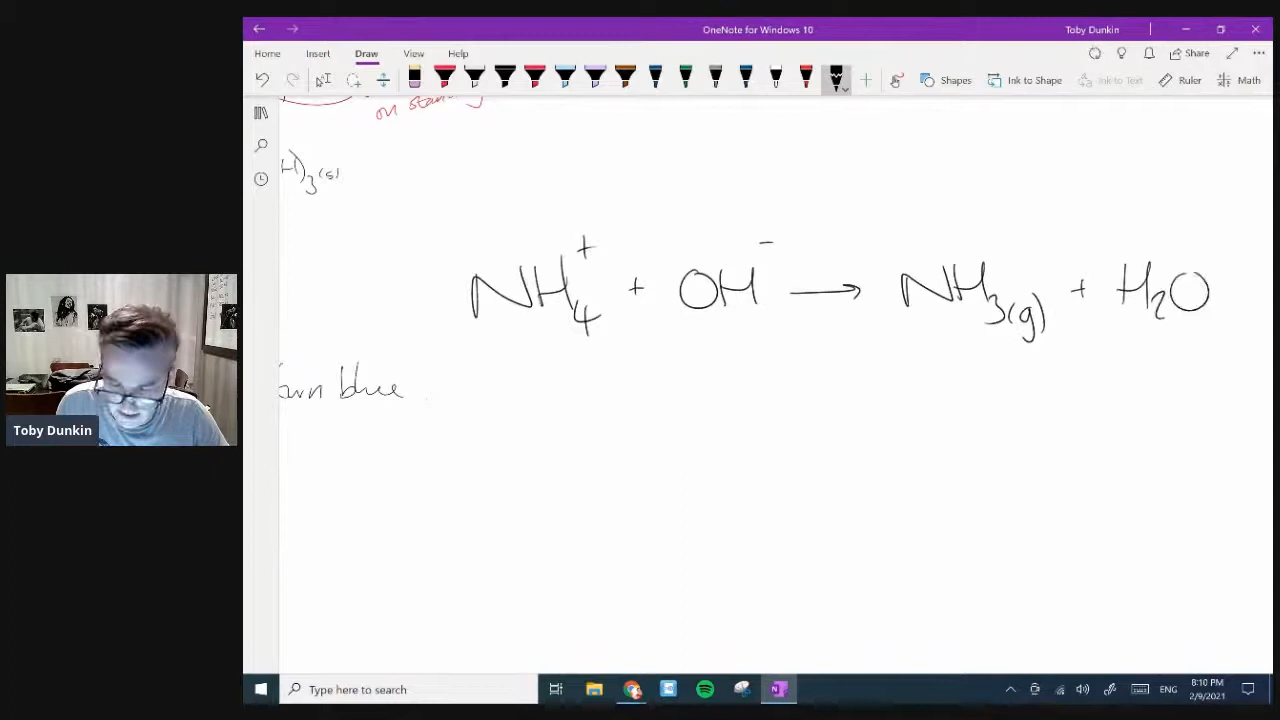 OneNote for Windows 10
Toby Dunkin
Home Insert Draw View Help
Share
Shapes Ink to Shape Ink to Text Ruler Math
on
H)3(s)
NH4+ + OH- → NH3(g) + H2O
blue
Toby Dunkin
Type here to search
ENG
8:10 PM
2/9/2021